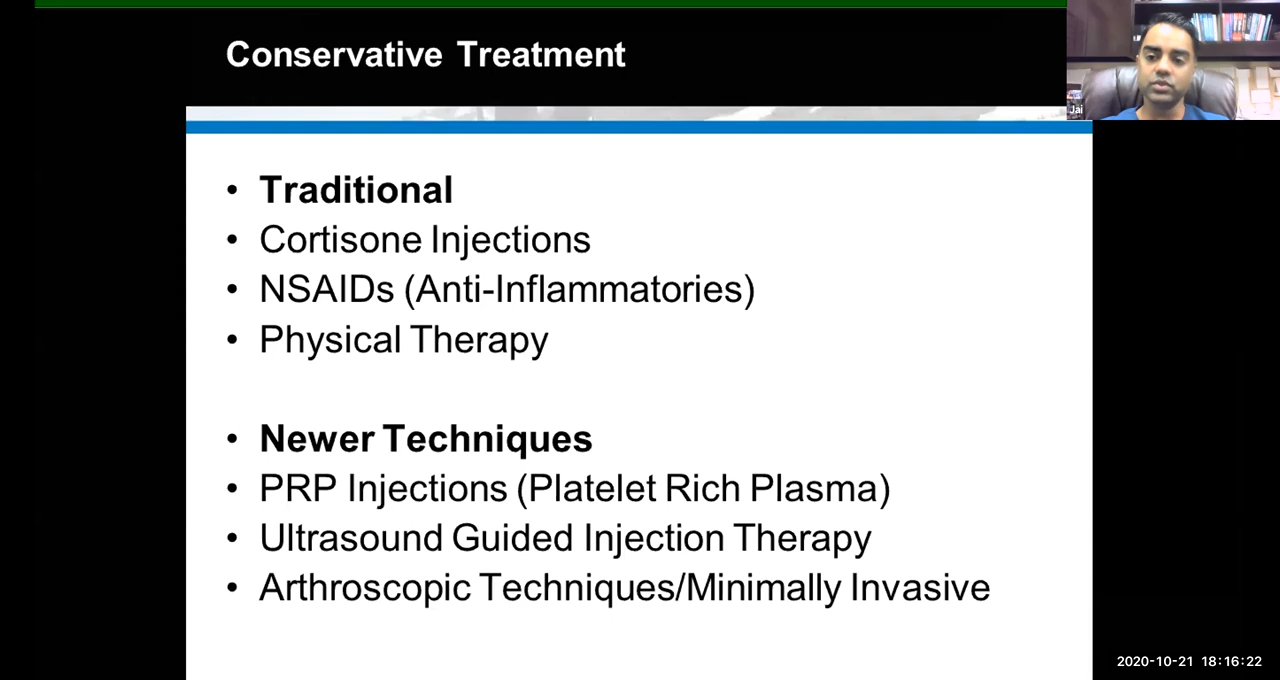 Conservative Treatment
Jai
• Traditional
• Cortisone Injections
• NSAIDs (Anti-Inflammatories)
• Physical Therapy
• Newer Techniques
• PRP Injections (Platelet Rich Plasma)
• Ultrasound Guided Injection Therapy
• Arthroscopic Techniques/Minimally Invasive
2020-10-21 18:16:22